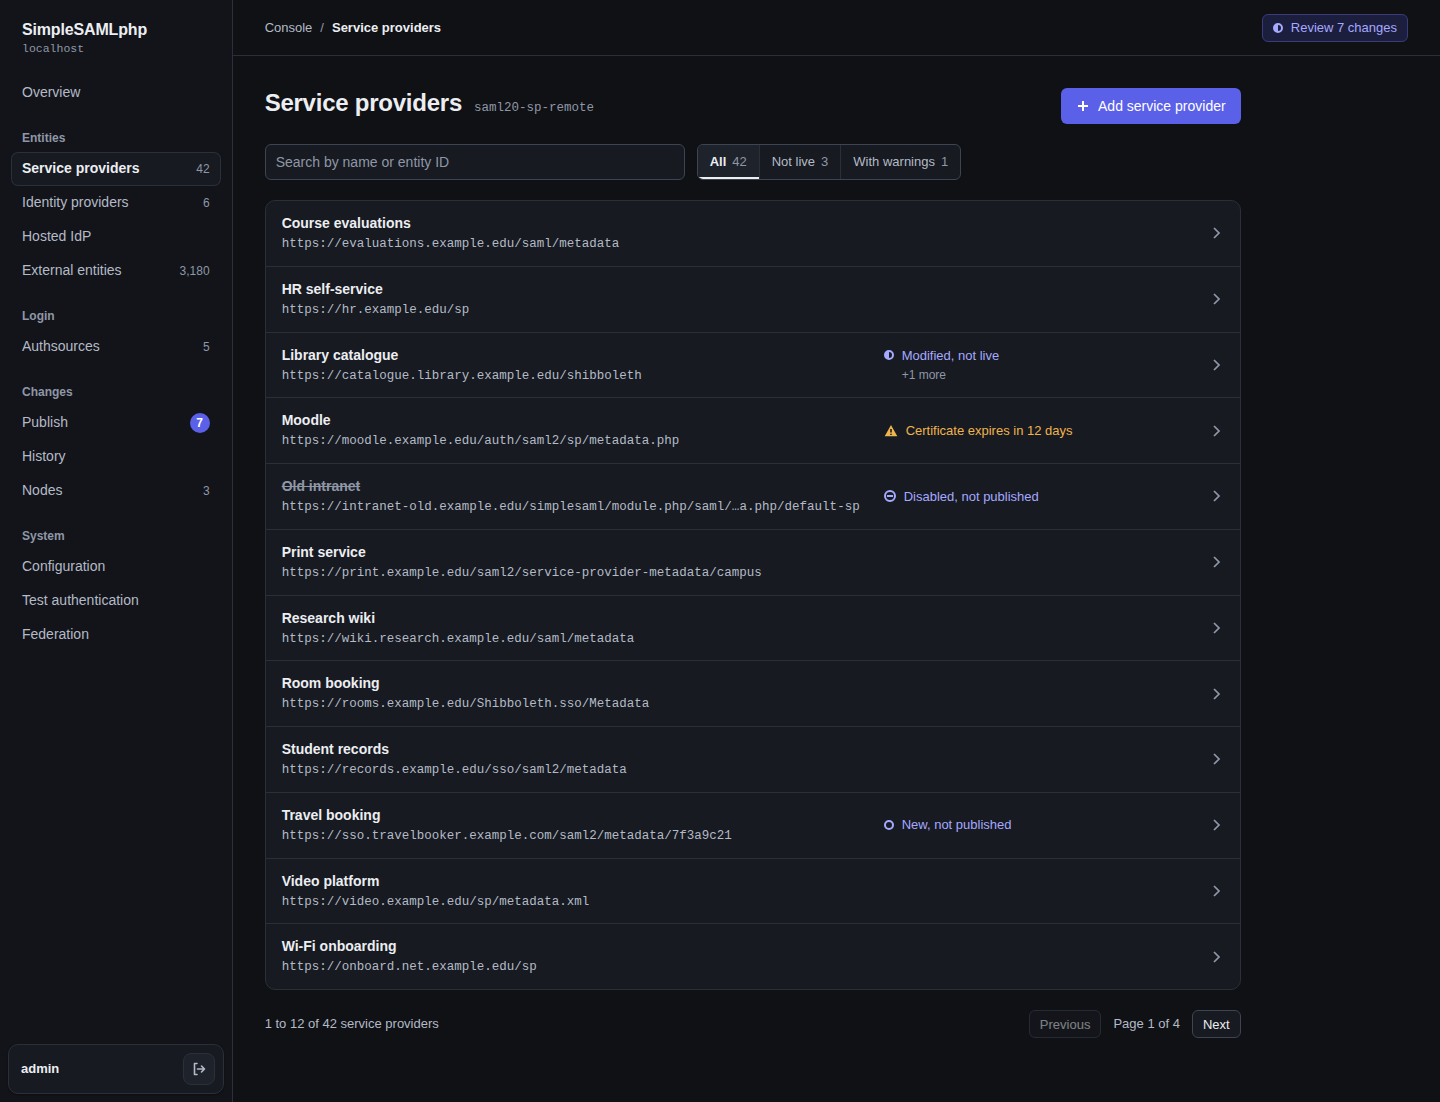 SimpleSAMLphp
localhost
Overview
Entities
Service providers 42
Identity providers 6
Hosted IdP
External entities 3,180
Login
Authsources 5
Changes
Publish 7
History
Nodes 3
System
Configuration
Test authentication
Federation
admin
Console / Service providers
Review 7 changes
Service providers saml20-sp-remote
Add service provider
Search by name or entity ID
All 42 Not live 3 With warnings 1
Course evaluations
https://evaluations.example.edu/saml/metadata
HR self-service
https://hr.example.edu/sp
Library catalogue
https://catalogue.library.example.edu/shibboleth
Modified, not live
+1 more
Moodle
https://moodle.example.edu/auth/saml2/sp/metadata.php
Certificate expires in 12 days
Old intranet
https://intranet-old.example.edu/simplesaml/module.php/saml/…a.php/default-sp
Disabled, not published
Print service
https://print.example.edu/saml2/service-provider-metadata/campus
Research wiki
https://wiki.research.example.edu/saml/metadata
Room booking
https://rooms.example.edu/Shibboleth.sso/Metadata
Student records
https://records.example.edu/sso/saml2/metadata
Travel booking
https://sso.travelbooker.example.com/saml2/metadata/7f3a9c21
New, not published
Video platform
https://video.example.edu/sp/metadata.xml
Wi-Fi onboarding
https://onboard.net.example.edu/sp
1 to 12 of 42 service providers
Previous Page 1 of 4 Next